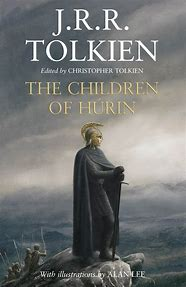 J.R.R.
TOLKIEN
Edited by CHRISTOPHER TOLKIEN
THE CHILDREN
OF HÚRIN
With illustrations by ALAN LEE